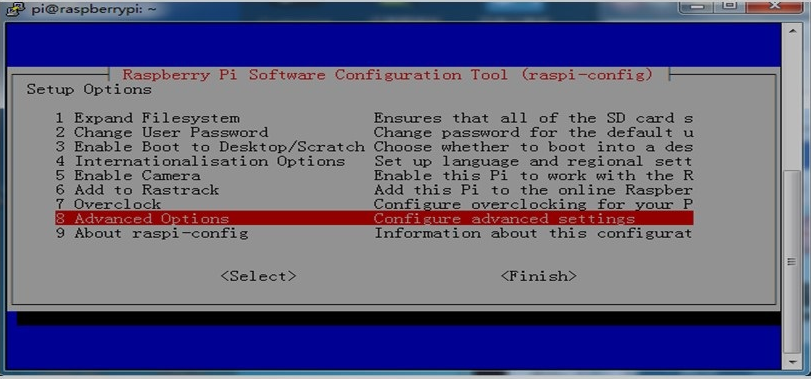 pi@raspberrypi: ~
Raspberry Pi Software Configuration Tool (raspi-config)
Setup Options
1 Expand Filesystem Ensures that all of the SD card s
2 Change User Password Change password for the default u
3 Enable Boot to Desktop/Scratch Choose whether to boot into a des
4 Internationalisation Options Set up language and regional sett
5 Enable Camera Enable this Pi to work with the R
6 Add to Rastrack Add this Pi to the online Raspber
7 Overclock Configure overclocking for your P
8 Advanced Options Configure advanced settings
9 About raspi-config Information about this configurat
<Select> <Finish>